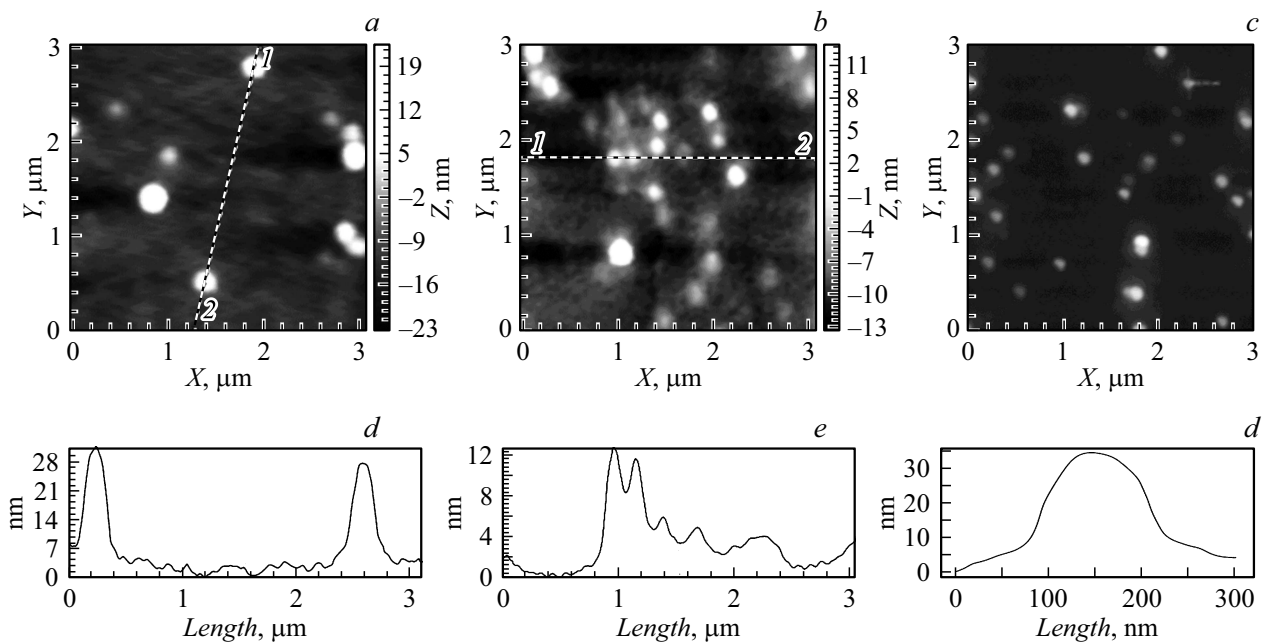 a
b
c
3
2
1
0
Y, µm
1
2
0 1 2 3
X, µm
19
12
5
–2
–9
–16
–23
Z, nm
3
2
1
0
Y, µm
1 2
0 1 2 3
X, µm
11
8
5
2
–1
–4
–7
–10
–13
Z, nm
3
2
1
0
Y, µm
0 1 2 3
X, µm
d
28
21
14
7
0
nm
0 1 2 3
Length, µm
e
12
8
4
0
nm
0 1 2 3
Length, µm
d
30
20
10
0
nm
0 100 200 300
Length, nm